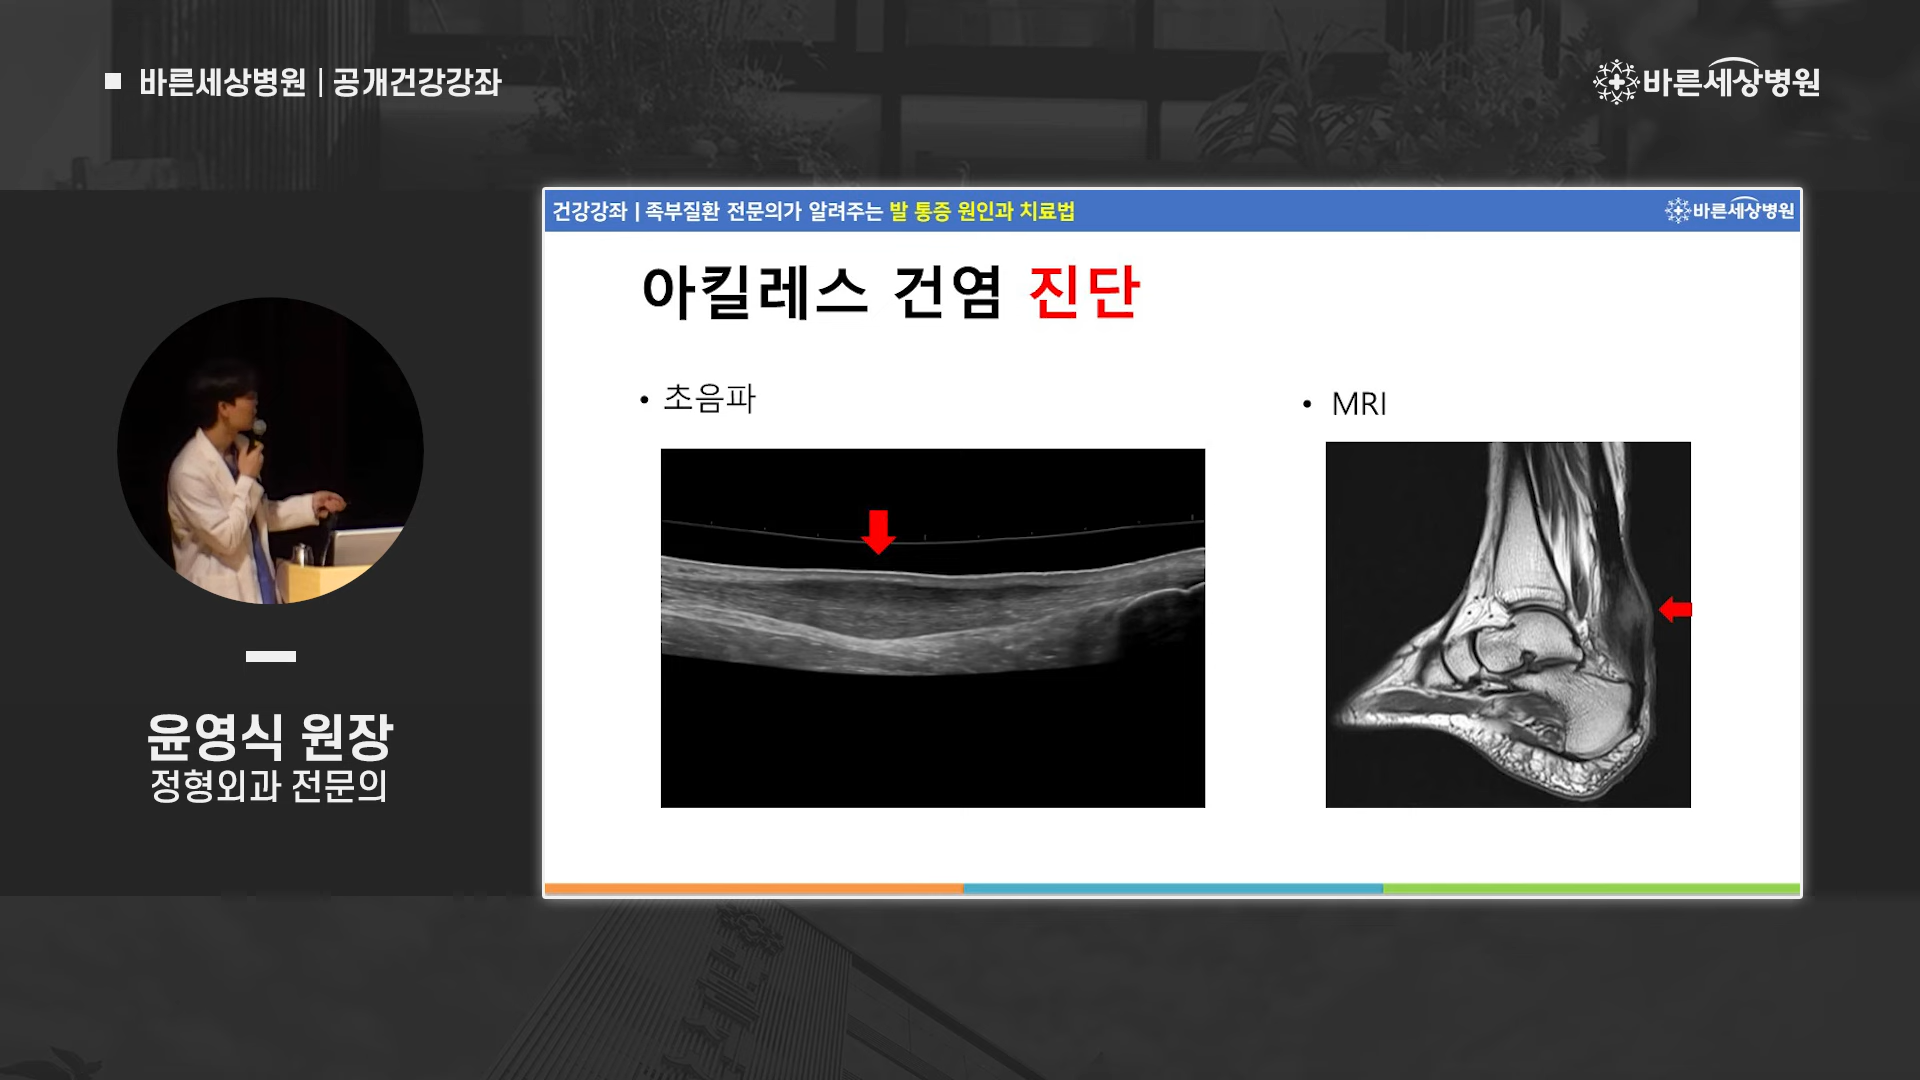 바른세상병원 | 공개건강강좌
바른세상병원
건강강좌 | 족부질환 전문의가 알려주는 발 통증 원인과 치료법
바른세상병원
아킬레스 건염 진단
• 초음파
• MRI
윤영식 원장
정형외과 전문의